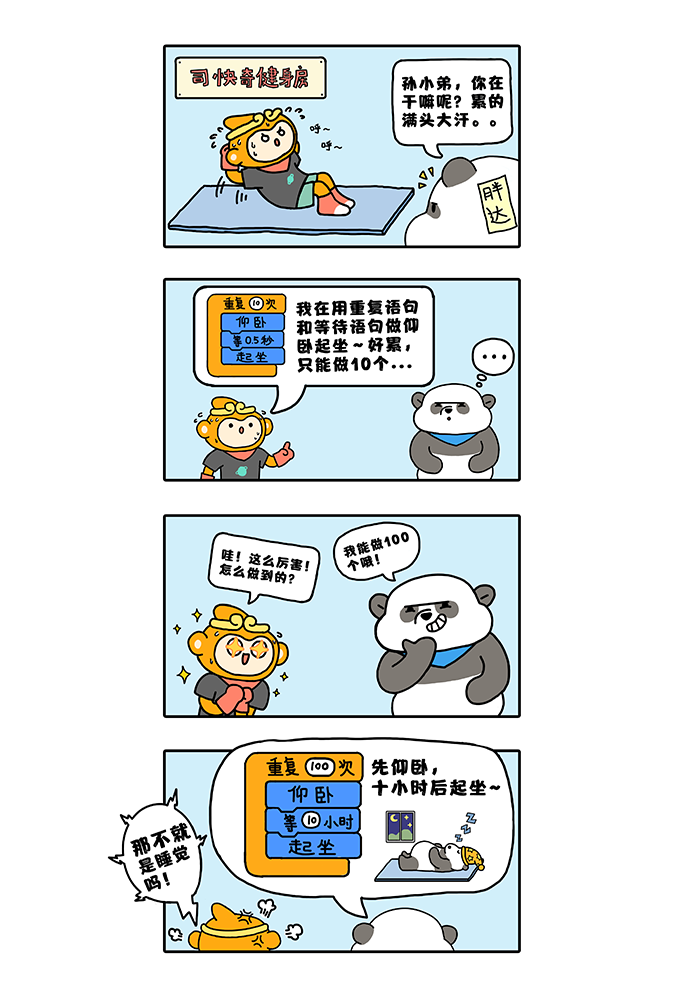 司快奇健身房
孙小弟，你在
干嘛呢？累的
满头大汗。。
呼~
呼~
胖
达
重复 10 次
仰卧
等 0.5 秒
起坐
我在用重复语句
和等待语句做仰
卧起坐～好累，
只能做10个...
...
哇！这么厉害！
怎么做到的？
我能做100
个哦！
重复 100 次
仰卧
等 10 小时
起坐
先仰卧，
十小时后起坐~
z
z
z
那不就
是睡觉
吗！